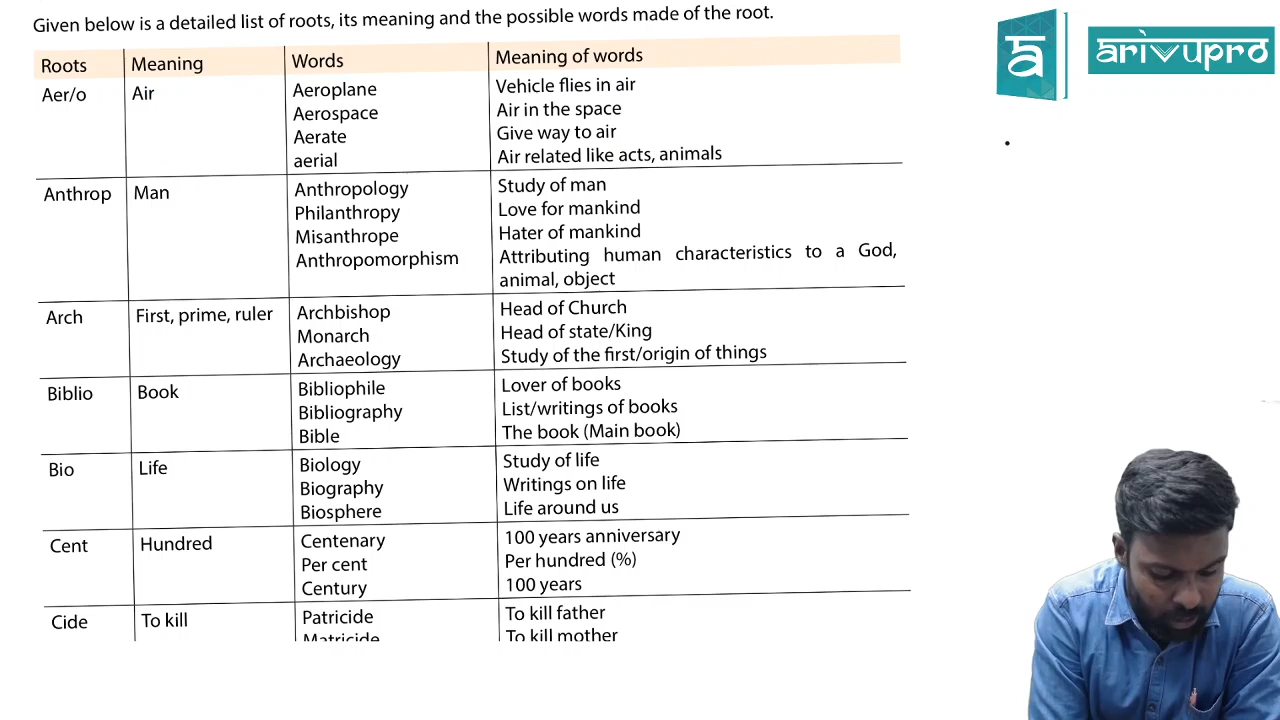 Given below is a detailed list of roots, its meaning and the possible words made of the root.
Roots Meaning Words Meaning of words
Aer/o Air Aeroplane Vehicle flies in air
Aerospace Air in the space
Aerate Give way to air
aerial Air related like acts, animals
Anthrop Man Anthropology Study of man
Philanthropy Love for mankind
Misanthrope Hater of mankind
Anthropomorphism Attributing human characteristics to a God,
animal, object
Arch First, prime, ruler Archbishop Head of Church
Monarch Head of state/King
Archaeology Study of the first/origin of things
Biblio Book Bibliophile Lover of books
Bibliography List/writings of books
Bible The book (Main book)
Bio Life Biology Study of life
Biography Writings on life
Biosphere Life around us
Cent Hundred Centenary 100 years anniversary
Per cent Per hundred (%)
Century 100 years
Cide To kill Patricide To kill father
Matricide To kill mother
a
arivupro